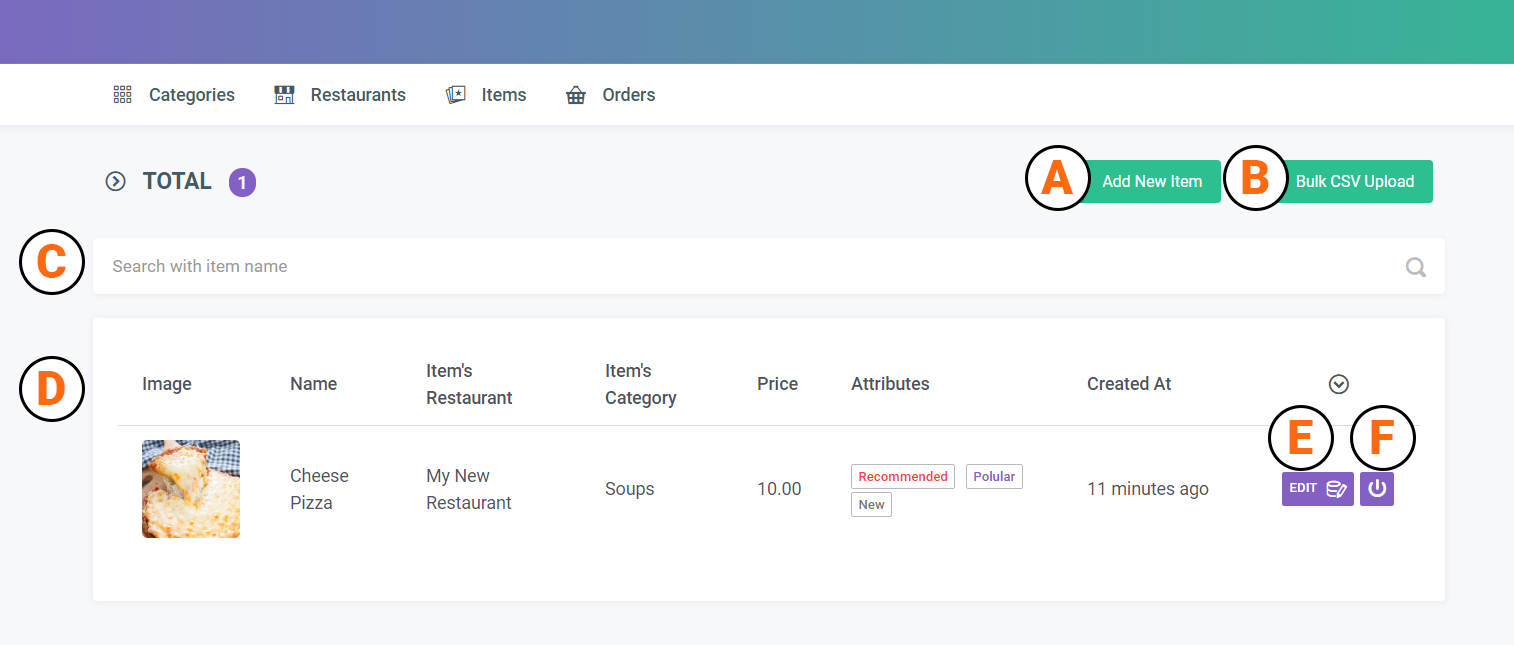 Categories Restaurants Items Orders
TOTAL 1
A Add New Item B Bulk CSV Upload
C Search with item name
D
Image Name Item's Restaurant Item's Category Price Attributes Created At
E F
Cheese Pizza My New Restaurant Soups 10.00 Recommended Polular New 11 minutes ago EDIT